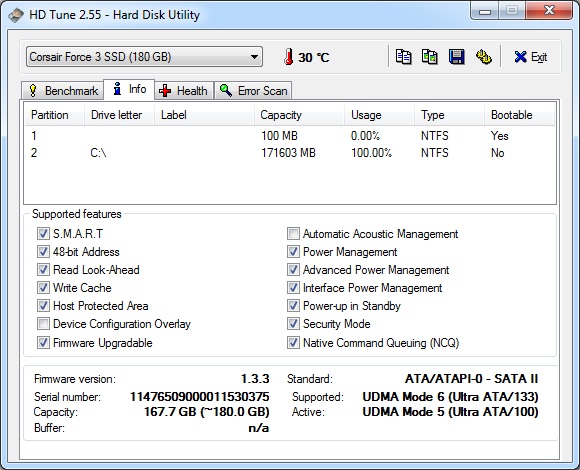 HD Tune 2.55 - Hard Disk Utility
Corsair Force 3 SSD (180 GB) 30 °C Exit
Benchmark Info Health Error Scan
Partition Drive letter Label Capacity Usage Type Bootable
1 100 MB 0.00% NTFS Yes
2 C:\ 171603 MB 100.00% NTFS No
Supported features
S.M.A.R.T Automatic Acoustic Management
48-bit Address Power Management
Read Look-Ahead Advanced Power Management
Write Cache Interface Power Management
Host Protected Area Power-up in Standby
Device Configuration Overlay Security Mode
Firmware Upgradable Native Command Queuing (NCQ)
Firmware version: 1.3.3 Standard: ATA/ATAPI-0 - SATA II
Serial number: 11476509000011530375 Supported: UDMA Mode 6 (Ultra ATA/133)
Capacity: 167.7 GB (~180.0 GB) Active: UDMA Mode 5 (Ultra ATA/100)
Buffer: n/a